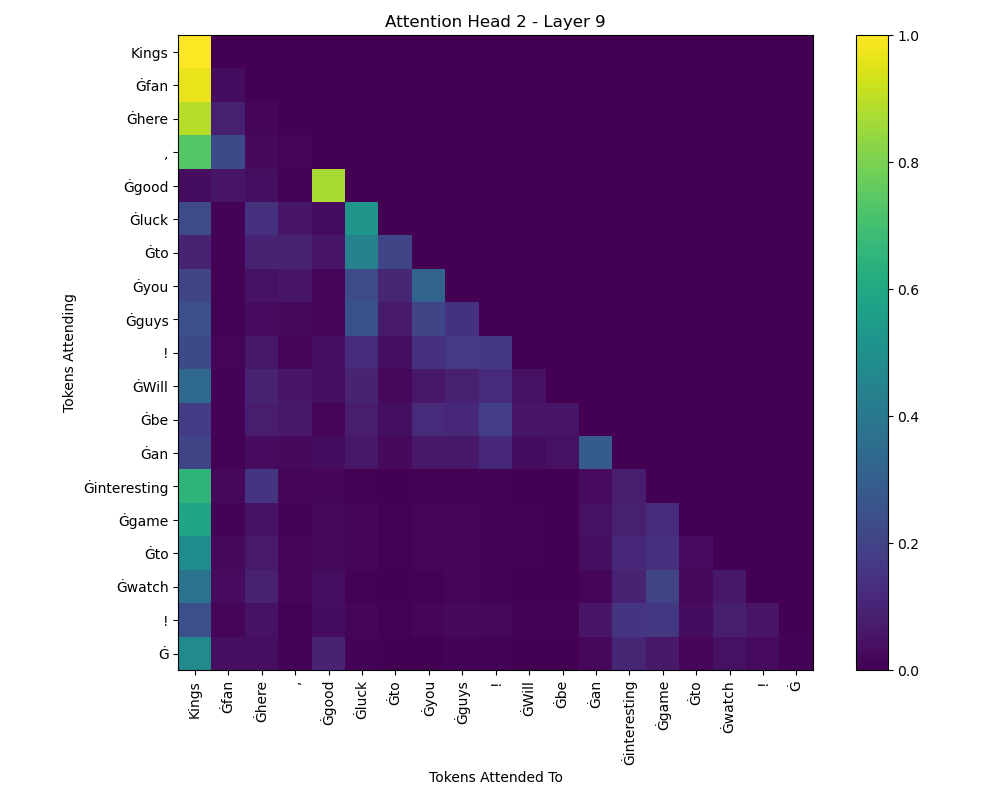 Attention Head 2 - Layer 9
Tokens Attending
Kings
Ġfan
Ġhere
,
Ġgood
Ġluck
Ġto
Ġyou
Ġguys
!
ĠWill
Ġbe
Ġan
Ġinteresting
Ġgame
Ġto
Ġwatch
!
Ġ
Kings
Ġfan
Ġhere
,
Ġgood
Ġluck
Ġto
Ġyou
Ġguys
!
ĠWill
Ġbe
Ġan
Ġinteresting
Ġgame
Ġto
Ġwatch
!
Ġ
Tokens Attended To
1.0
0.8
0.6
0.4
0.2
0.0